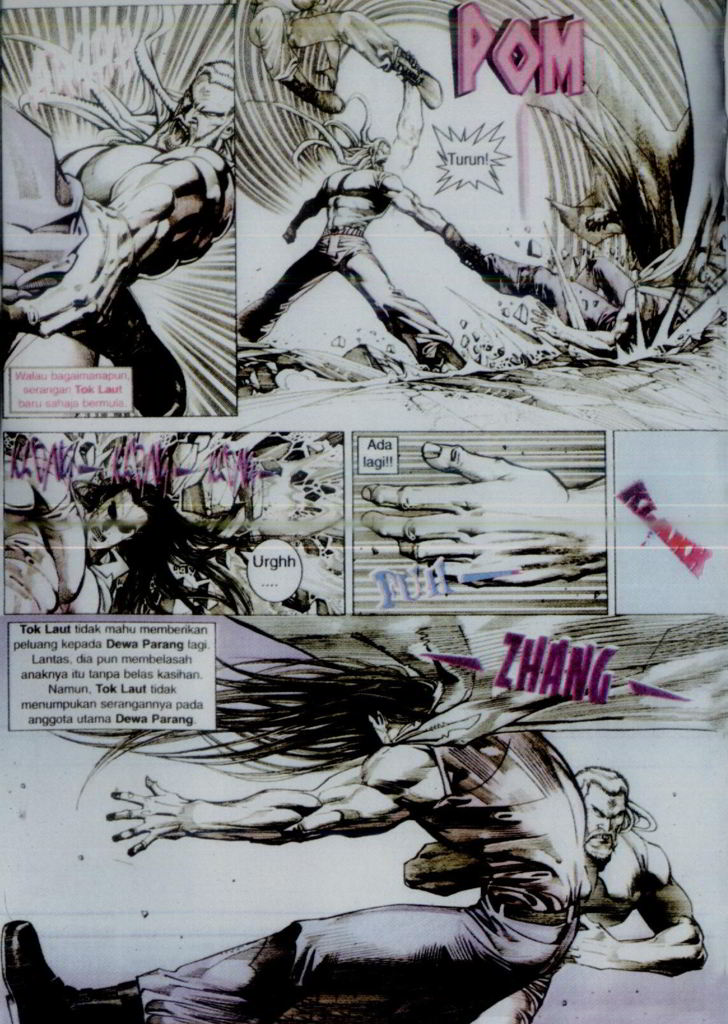 POM
Turun!
Walau bagaimanapun,
serangan Tok Laut
baru sahaja bermula.
Urghh
....
Ada
lagi!!
FUH
Tok Laut tidak mahu memberikan
peluang kepada Dewa Parang lagi.
Lantas, dia pun membelasah
anaknya itu tanpa belas kasihan.
Namun, Tok Laut tidak
menumpukan serangannya pada
anggota utama Dewa Parang.
ZHANG